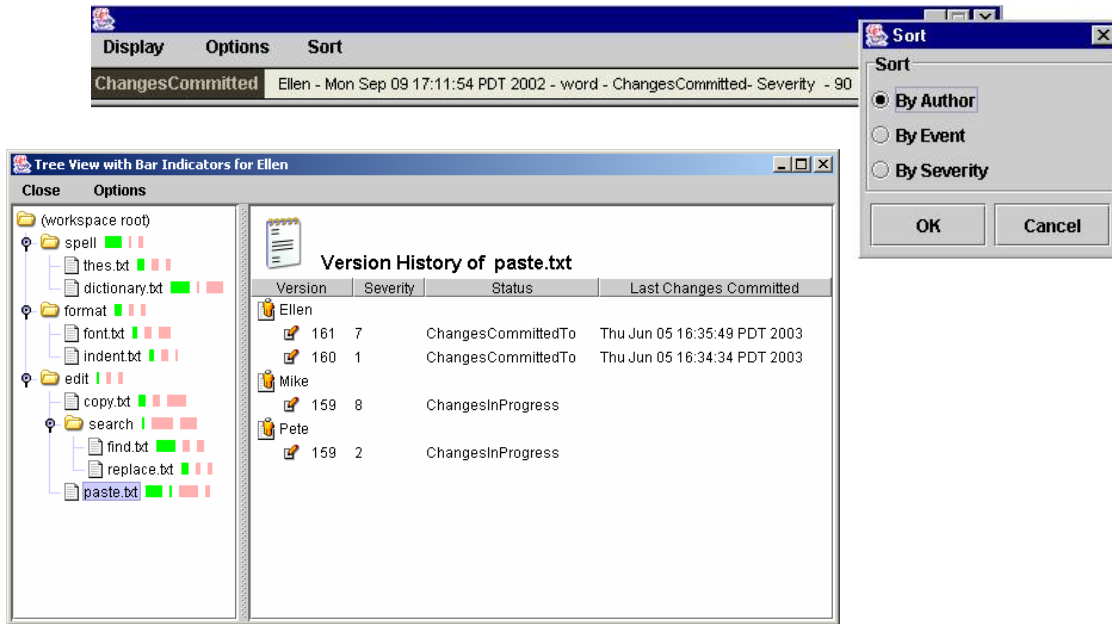 Display Options Sort
ChangesCommitted Ellen - Mon Sep 09 17:11:54 PDT 2002 - word - ChangesCommitted- Severity - 90
Sort
Sort
By Author
By Event
By Severity
OK Cancel
Tree View with Bar Indicators for Ellen
Close Options
(workspace root)
spell
thes.txt
dictionary.txt
format
font.txt
indent.txt
edit
copy.txt
search
find.txt
replace.txt
paste.txt
Version History of paste.txt
Version Severity Status Last Changes Committed
Ellen
161 7 ChangesCommittedTo Thu Jun 05 16:35:49 PDT 2003
160 1 ChangesCommittedTo Thu Jun 05 16:34:34 PDT 2003
Mike
159 8 ChangesInProgress
Pete
159 2 ChangesInProgress